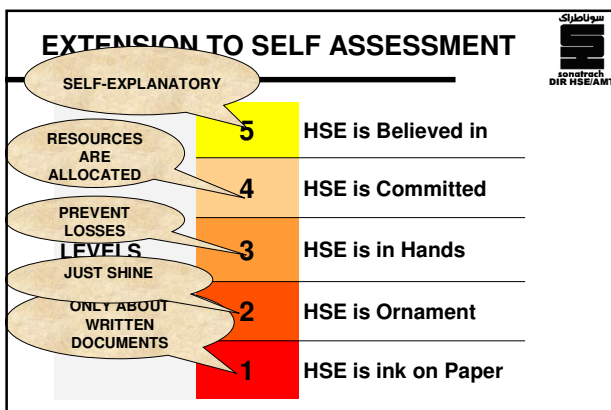 سوناطراك
EXTENSION TO SELF ASSESSMENT
sonatrach
DIR HSE/AMT
SELF-EXPLANATORY
5 HSE is Believed in
RESOURCES
ARE
ALLOCATED
4 HSE is Committed
PREVENT
LOSSES
3 HSE is in Hands
LEVELS
JUST SHINE
2 HSE is Ornament
ONLY ABOUT
WRITTEN
DOCUMENTS
1 HSE is ink on Paper